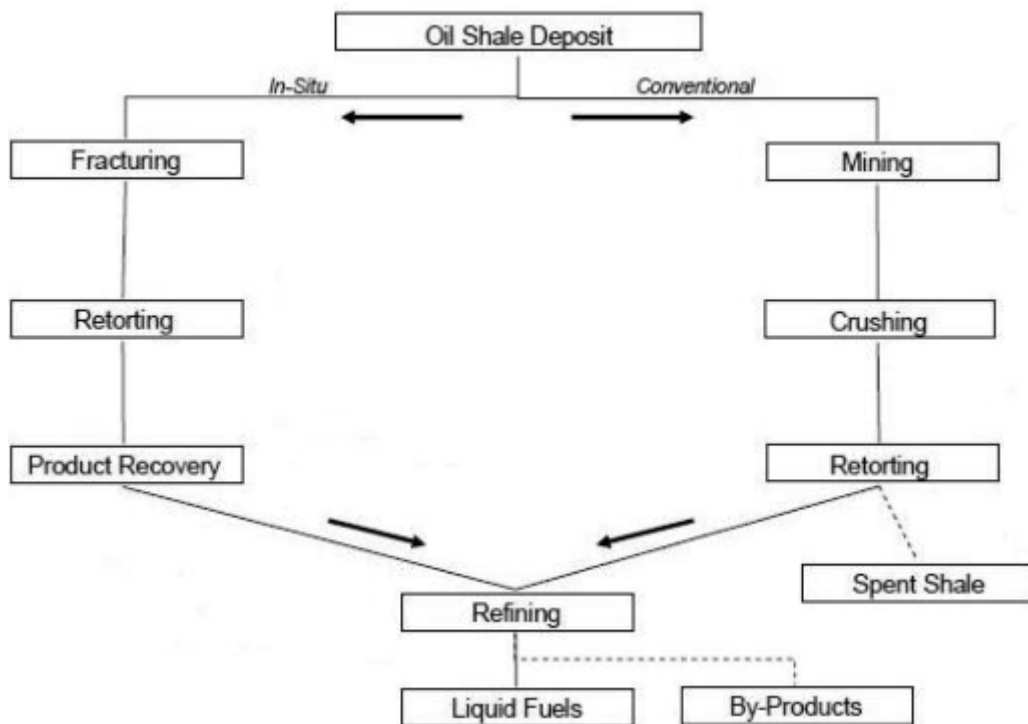 Oil Shale Deposit
In-Situ
Conventional
Fracturing
Mining
Retorting
Crushing
Product Recovery
Retorting
Spent Shale
Refining
Liquid Fuels
By-Products